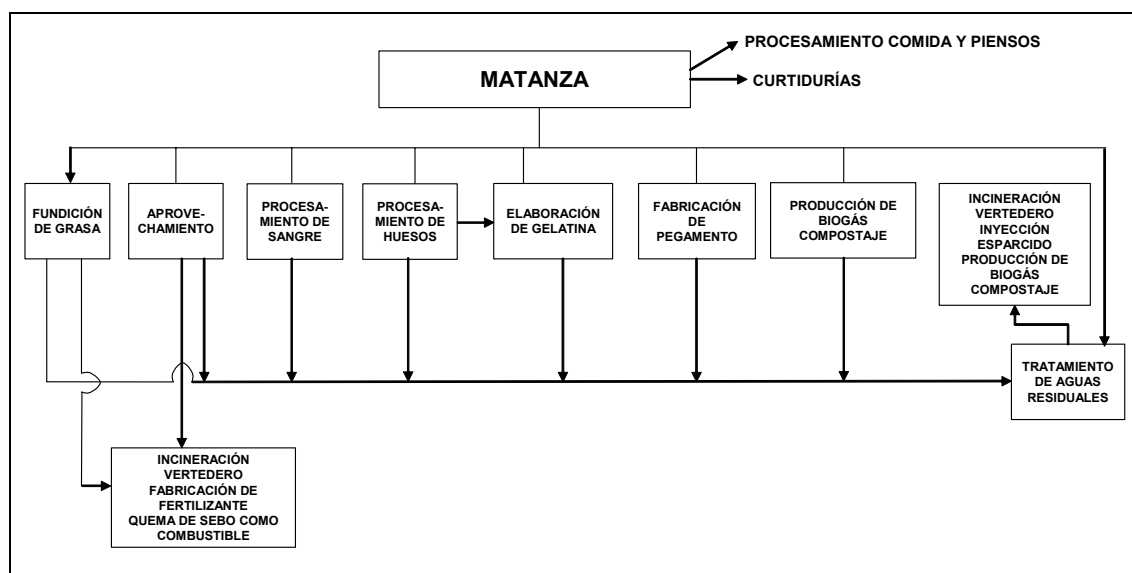 PROCESAMIENTO COMIDA Y PIENSOS
MATANZA
CURTIDURÍAS
FUNDICIÓN
DE GRASA
APROVE-
CHAMIENTO
PROCESA-
MIENTO DE
SANGRE
PROCESA-
MIENTO DE
HUESOS
ELABORACIÓN
DE GELATINA
FABRICACIÓN
DE
PEGAMENTO
PRODUCCIÓN DE
BIOGÁS
COMPOSTAJE
INCINERACIÓN
VERTEDERO
INYECCIÓN
ESPARCIDO
PRODUCCIÓN DE
BIOGÁS
COMPOSTAJE
TRATAMIENTO
DE AGUAS
RESIDUALES
INCINERACIÓN
VERTEDERO
FABRICACIÓN DE
FERTILIZANTE
QUEMA DE SEBO COMO
COMBUSTIBLE